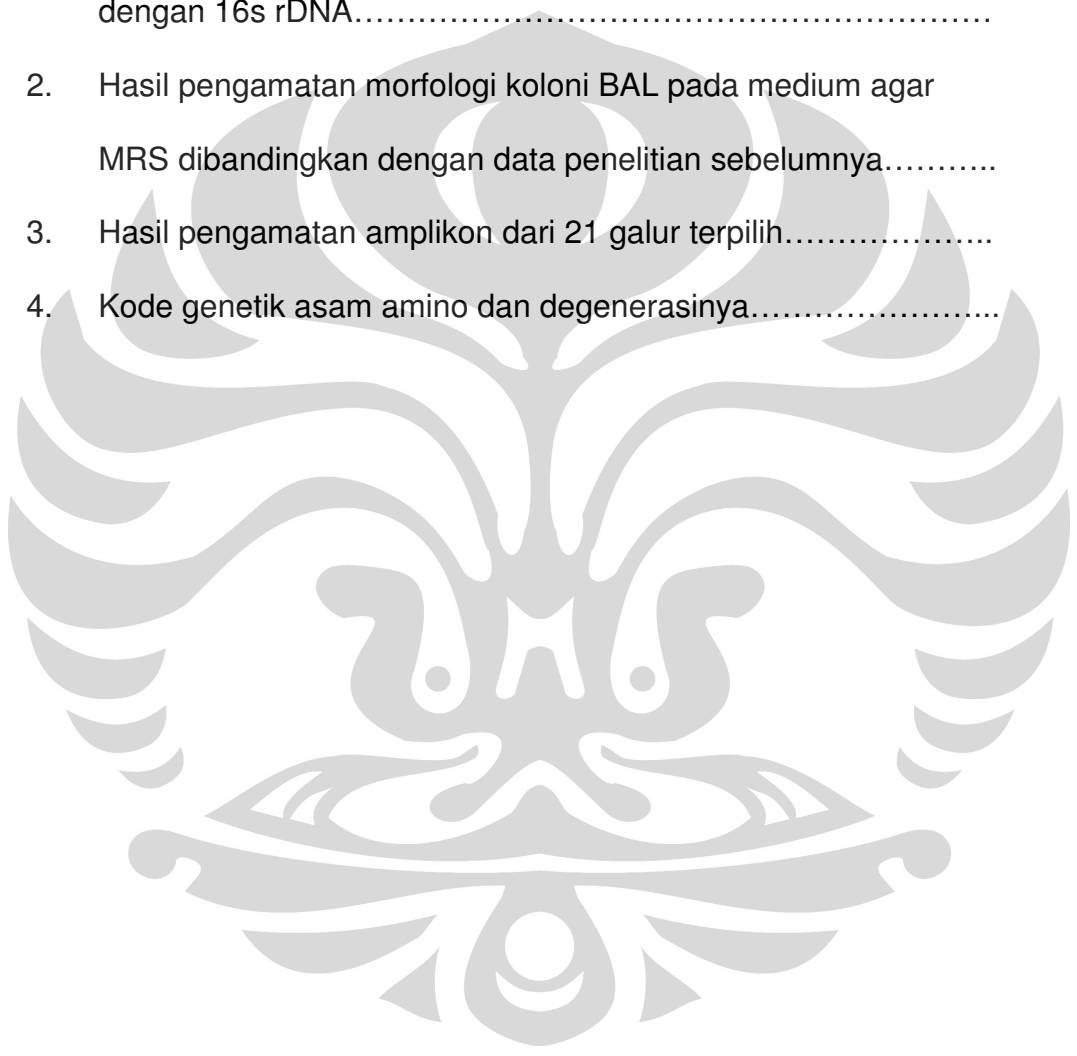 dengan 16s rDNA……………………………………………………
2. Hasil pengamatan morfologi koloni BAL pada medium agar
MRS dibandingkan dengan data penelitian sebelumnya………..
3. Hasil pengamatan amplikon dari 21 galur terpilih………………..
4. Kode genetik asam amino dan degenerasinya…………………...